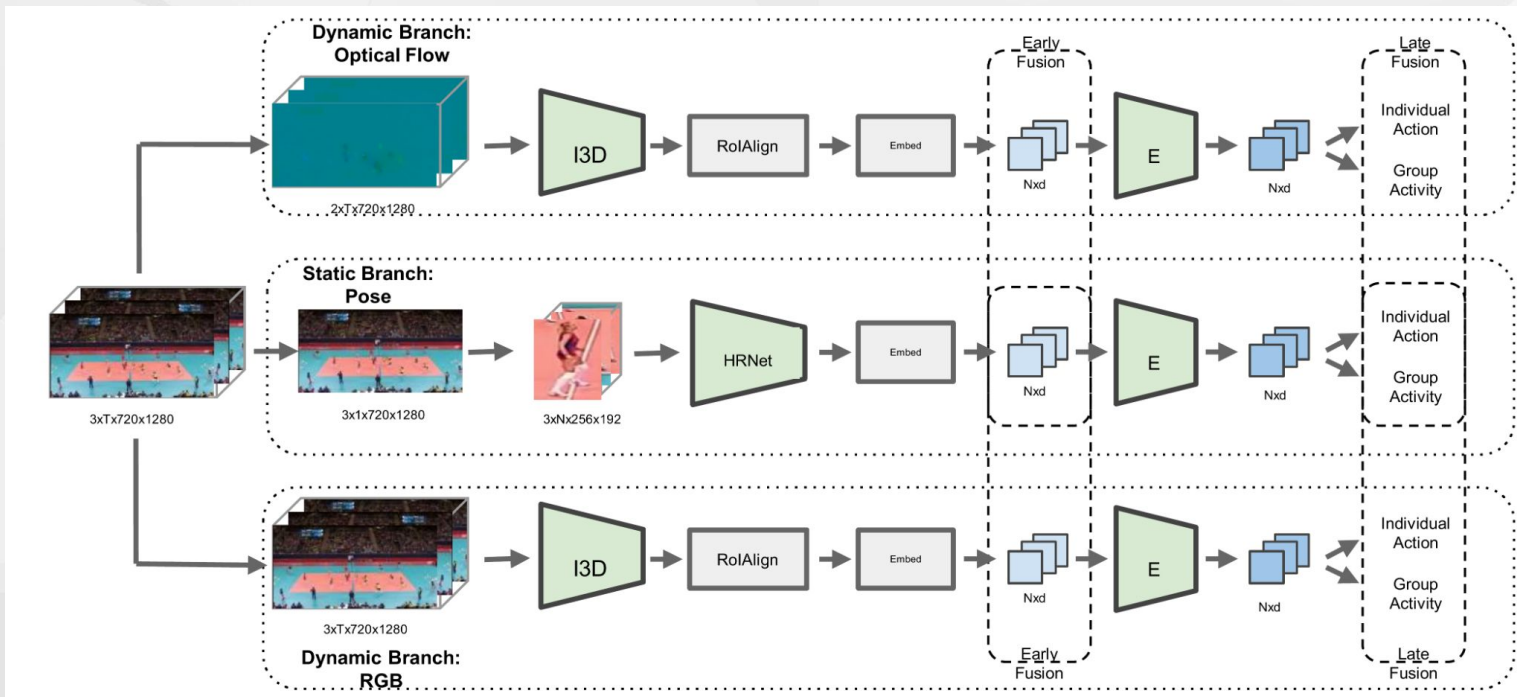 Dynamic Branch:
Optical Flow
2xTx720x1280
I3D
RoIAlign
Embed
Early
Fusion
Nxd
E
Nxd
Late
Fusion
Individual
Action
Group
Activity
3xTx720x1280
Static Branch:
Pose
3x1x720x1280
3xNx256x192
HRNet
Embed
Nxd
E
Nxd
Individual
Action
Group
Activity
3xTx720x1280
Dynamic Branch:
RGB
I3D
RoIAlign
Embed
Nxd
Early
Fusion
E
Nxd
Individual
Action
Group
Activity
Late
Fusion